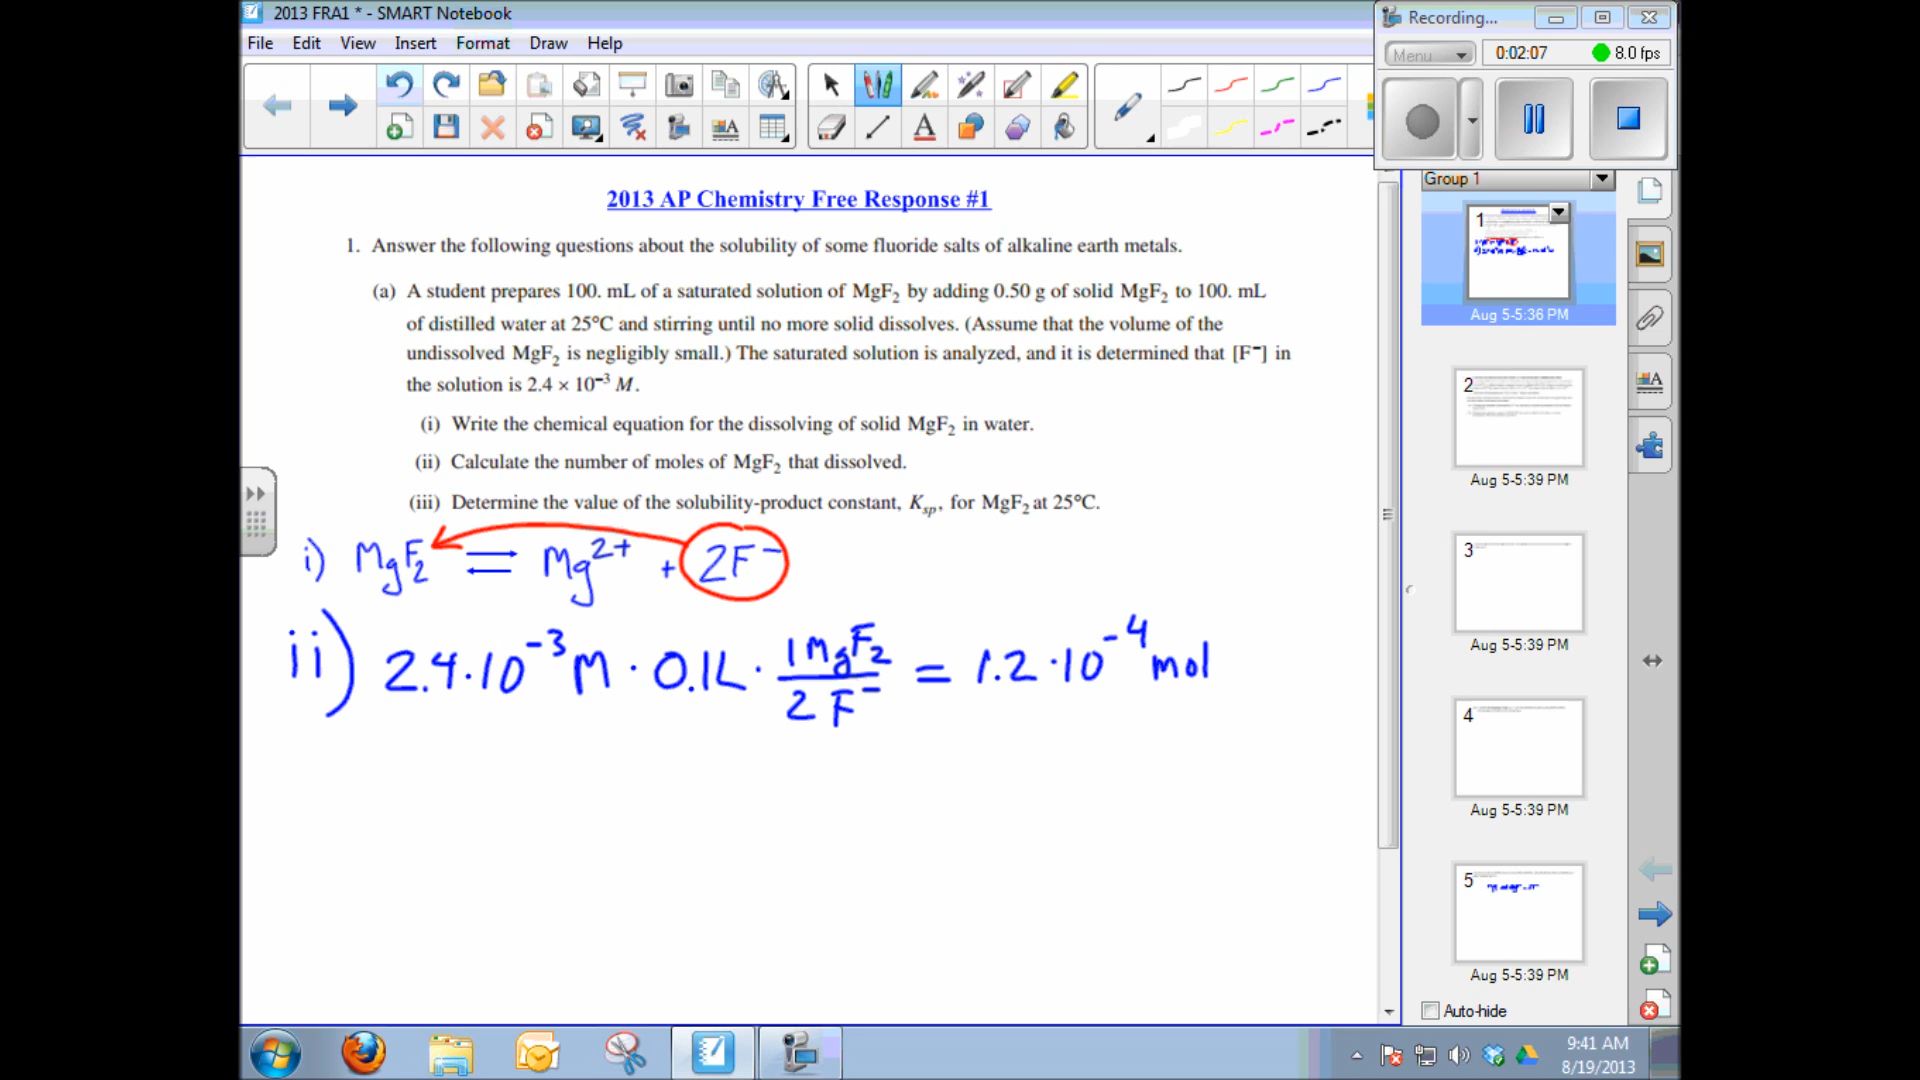 2013 FRA1 * - SMART Notebook
File Edit View Insert Format Draw Help
Recording...
Menu
0:02:07
8.0 fps
2013 AP Chemistry Free Response #1
1. Answer the following questions about the solubility of some fluoride salts of alkaline earth metals.
(a) A student prepares 100. mL of a saturated solution of MgF₂ by adding 0.50 g of solid MgF₂ to 100. mL
of distilled water at 25°C and stirring until no more solid dissolves. (Assume that the volume of the
undissolved MgF₂ is negligibly small.) The saturated solution is analyzed, and it is determined that [F⁻] in
the solution is 2.4 × 10⁻³ M.
(i) Write the chemical equation for the dissolving of solid MgF₂ in water.
(ii) Calculate the number of moles of MgF₂ that dissolved.
(iii) Determine the value of the solubility-product constant, Kₛₚ, for MgF₂ at 25°C.
i) MgF₂ ⇌ Mg²⁺ + 2F⁻
ii) 2.4·10⁻³ M · 0.1L · 1MgF₂/2F⁻ = 1.2·10⁻⁴ mol
Group 1
1
Aug 5-5:36 PM
2
Aug 5-5:39 PM
3
Aug 5-5:39 PM
4
Aug 5-5:39 PM
5
Aug 5-5:39 PM
Auto-hide
9:41 AM
8/19/2013